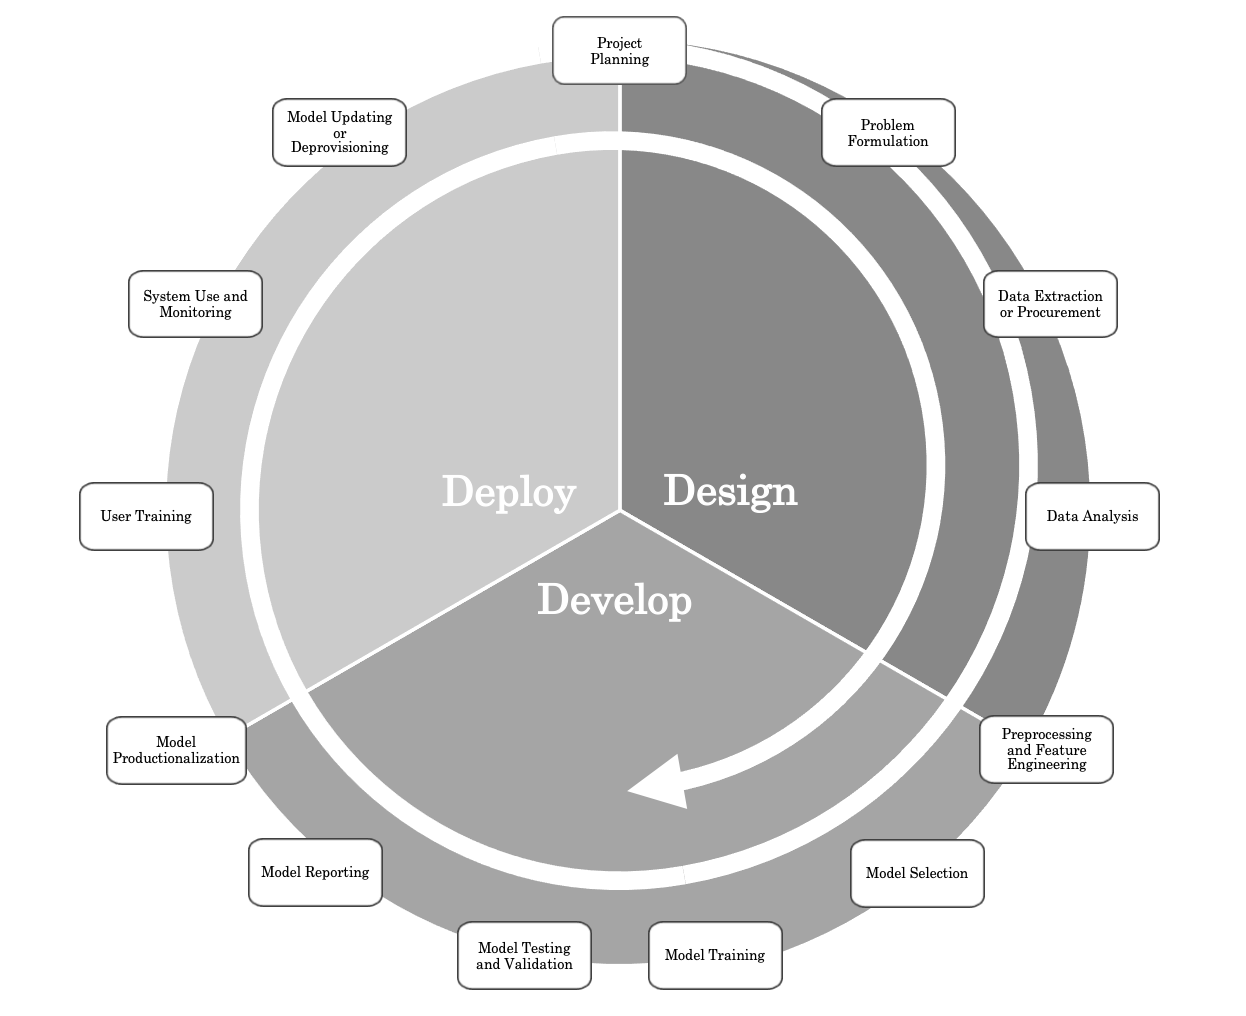 Project
Planning
Problem
Formulation
Data Extraction
or Procurement
Data Analysis
Preprocessing
and Feature
Engineering
Model Selection
Model Training
Model Testing
and Validation
Model Reporting
Model
Productionalization
User Training
System Use and
Monitoring
Model Updating
or
Deprovisioning
Deploy
Design
Develop